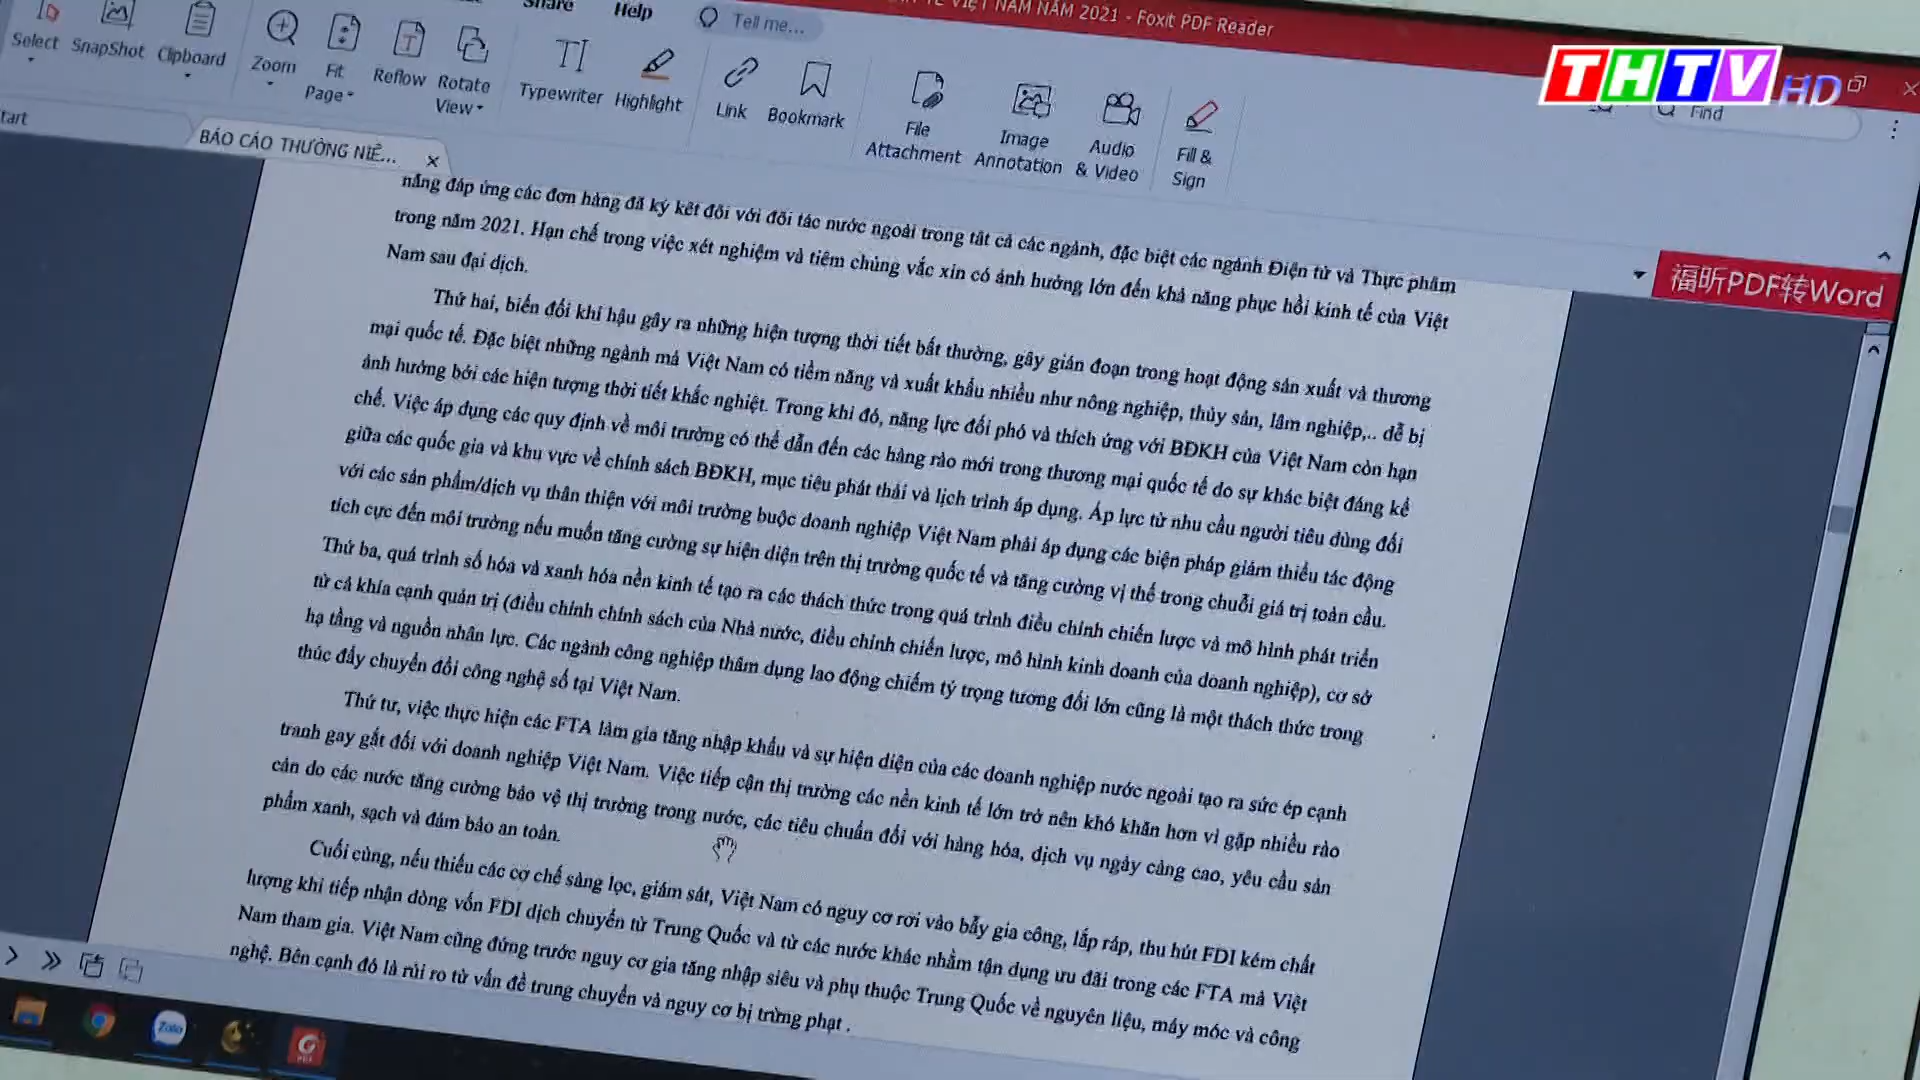 Share
Help
Tell me...
TẾ VIỆT NAM NĂM 2021 - Foxit PDF Reader
THTV HD
Select
SnapShot
Clipboard
Zoom
Fit
Page
Reflow
Rotate
View
Typewriter
Highlight
Link
Bookmark
File
Attachment
Image
Annotation
Audio
& Video
Fill &
Sign
Find
tart
BÁO CÁO THƯỜNG NIÊ...
福昕PDF转Word
năng đáp ứng các đơn hàng đã ký kết đối với đối tác nước ngoài trong tất cả các ngành, đặc biệt các ngành Điện tử và Thực phẩm
trong năm 2021. Hạn chế trong việc xét nghiệm và tiêm chủng vắc xin có ảnh hưởng lớn đến khả năng phục hồi kinh tế của Việt
Nam sau đại dịch.
Thứ hai, biến đổi khí hậu gây ra những hiện tượng thời tiết bất thường, gây gián đoạn trong hoạt động sản xuất và thương
mại quốc tế. Đặc biệt những ngành mà Việt Nam có tiềm năng và xuất khẩu nhiều như nông nghiệp, thủy sản, lâm nghiệp,.. dễ bị
ảnh hưởng bởi các hiện tượng thời tiết khắc nghiệt. Trong khi đó, năng lực đối phó và thích ứng với BĐKH của Việt Nam còn hạn
chế. Việc áp dụng các quy định về môi trường có thể dẫn đến các hàng rào mới trong thương mại quốc tế do sự khác biệt đáng kể
giữa các quốc gia và khu vực về chính sách BĐKH, mục tiêu phát thải và lịch trình áp dụng. Áp lực từ nhu cầu người tiêu dùng đối
với các sản phẩm/dịch vụ thân thiện với môi trường buộc doanh nghiệp Việt Nam phải áp dụng các biện pháp giảm thiểu tác động
tích cực đến môi trường nếu muốn tăng cường sự hiện diện trên thị trường quốc tế và tăng cường vị thế trong chuỗi giá trị toàn cầu.
Thứ ba, quá trình số hóa và xanh hóa nền kinh tế tạo ra các thách thức trong quá trình điều chỉnh chiến lược và mô hình phát triển
từ cả khía cạnh quản trị (điều chỉnh chính sách của Nhà nước, điều chỉnh chiến lược, mô hình kinh doanh của doanh nghiệp), cơ sở
hạ tầng và nguồn nhân lực. Các ngành công nghiệp thâm dụng lao động chiếm tỷ trọng tương đối lớn cũng là một thách thức trong
thúc đẩy chuyển đổi công nghệ số tại Việt Nam.
Thứ tư, việc thực hiện các FTA làm gia tăng nhập khẩu và sự hiện diện của các doanh nghiệp nước ngoài tạo ra sức ép cạnh
tranh gay gắt đối với doanh nghiệp Việt Nam. Việc tiếp cận thị trường các nền kinh tế lớn trở nên khó khăn hơn vì gặp nhiều rào
cản do các nước tăng cường bảo vệ thị trường trong nước, các tiêu chuẩn đối với hàng hóa, dịch vụ ngày càng cao, yêu cầu sản
phẩm xanh, sạch và đảm bảo an toàn.
Cuối cùng, nếu thiếu các cơ chế sàng lọc, giám sát, Việt Nam có nguy cơ rơi vào bẫy gia công, lắp ráp, thu hút FDI kém chất
lượng khi tiếp nhận dòng vốn FDI dịch chuyển từ Trung Quốc và từ các nước khác nhằm tận dụng ưu đãi trong các FTA mà Việt
Nam tham gia. Việt Nam cũng đứng trước nguy cơ gia tăng nhập siêu và phụ thuộc Trung Quốc về nguyên liệu, máy móc và công
nghệ. Bên cạnh đó là rủi ro từ vấn đề trung chuyển và nguy cơ bị trừng phạt .
Zalo